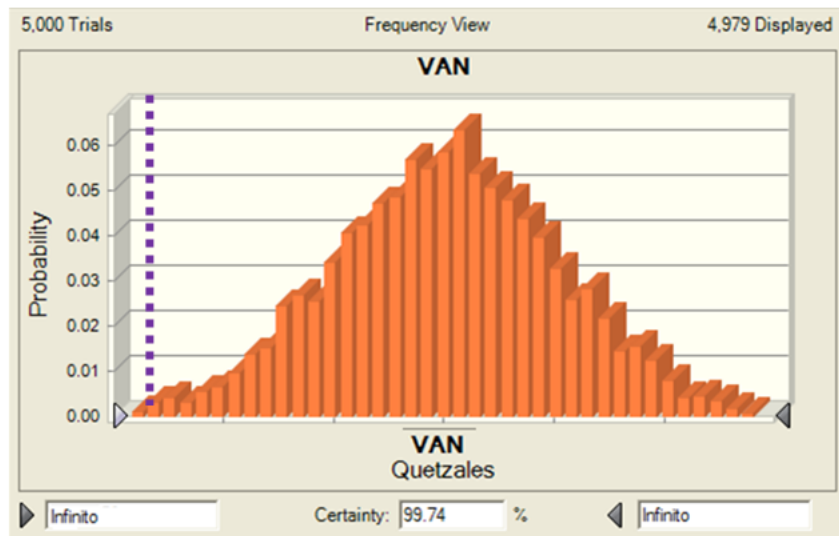 5,000 Trials Frequency View 4,979 Displayed
VAN
0.06
0.05
0.04
0.03
0.02
0.01
0.00
Probability
VAN
Quetzales
Infinito Certainty: 99.74 % Infinito